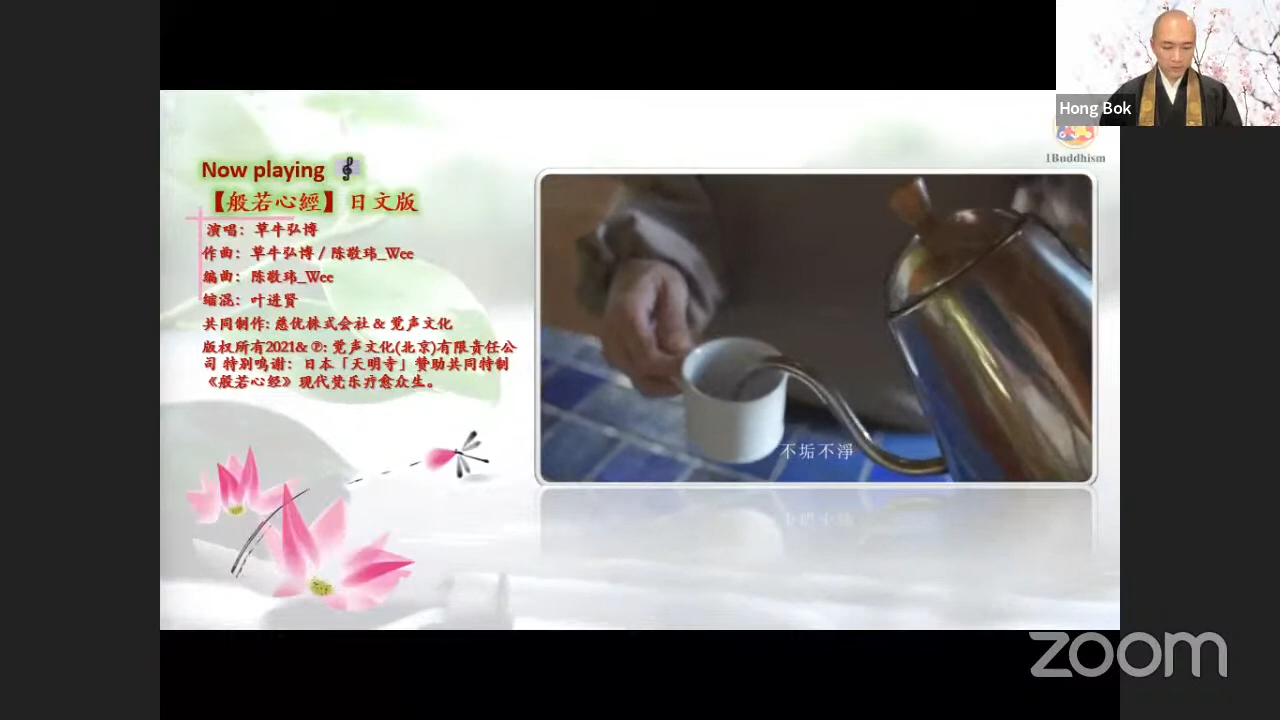 Now playing
【般若心經】日文版
演唱: 草牛弘博
作曲: 草牛弘博 / 陈敬玮_Wee
编曲: 陈敬玮_Wee
缩混: 叶进贤
共同制作: 慈优株式会社 & 觉声文化
版权所有2021& ℗: 觉声文化(北京)有限责任公
司 特别鸣谢: 日本「天明寺」赞助共同特制
《般若心经》现代梵乐疗愈众生。
不垢不淨
Hong Bok
1Buddhism
zoom